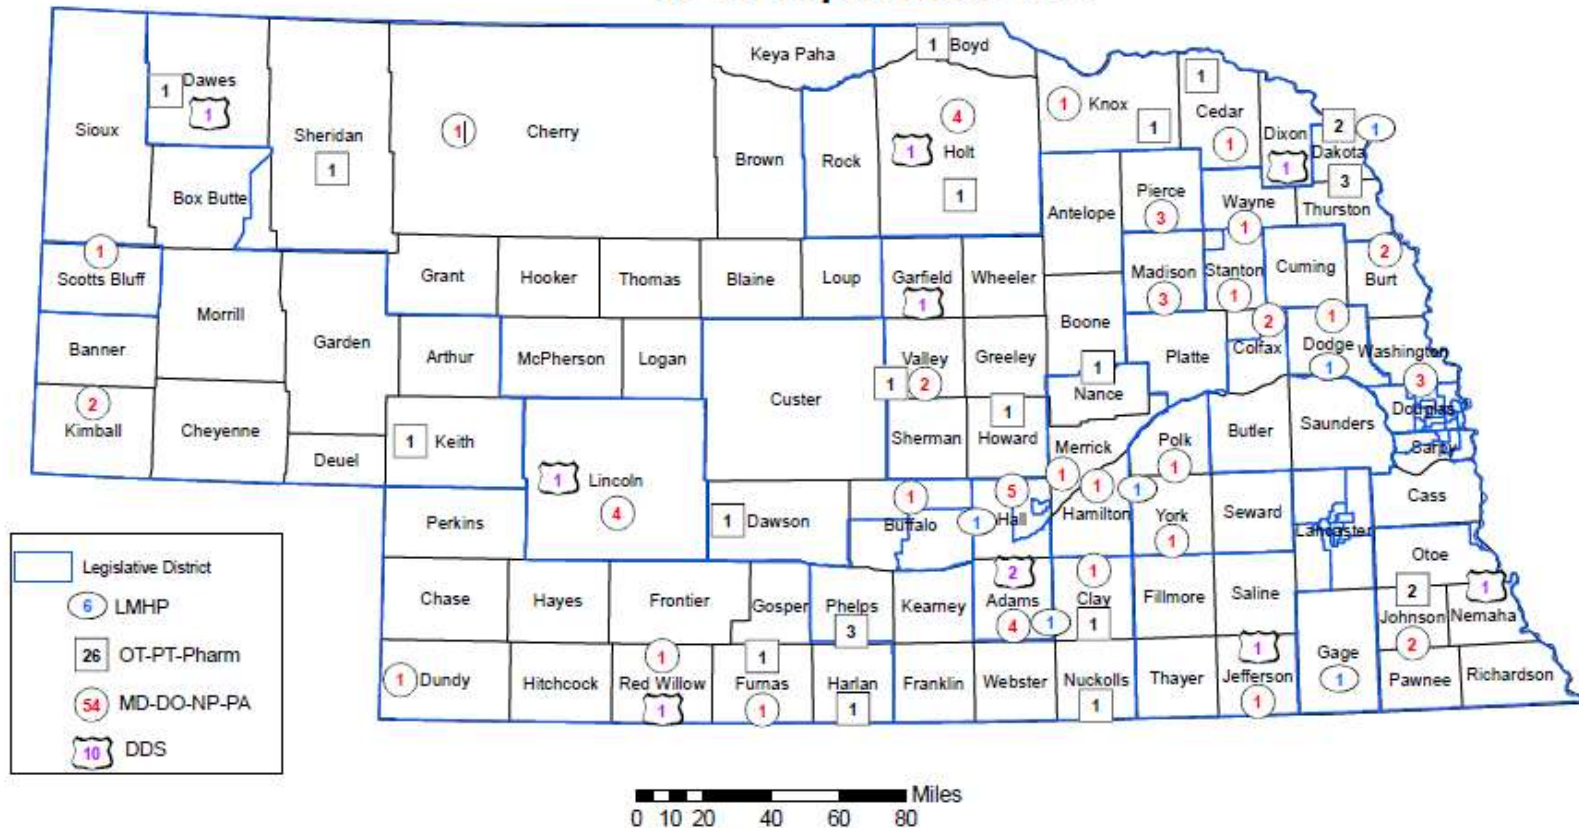 1 Boyd
Keya Paha
Dawes
1
1
Sioux
Sheridan
1
1
Cherry
Brown
Rock
4
1
Holt
1
1
Knox
1
1
Cedar
1
Dixon
1
2
1
Dakota
3
Thurston
Box Butte
Antelope
Pierce
3
Wayne
1
1
Scotts Bluff
Morrill
Garden
Grant
Hooker
Thomas
Blaine
Loup
Garfield
1
Wheeler
Madison
3
Stanton
1
Cuming
2
Burt
Banner
Arthur
McPherson
Logan
Custer
Valley
1
2
Greeley
Boone
1
Nance
Platte
2
Colfax
1
Dodge
1
Washington
3
Douglas
Sarpy
2
Kimball
Cheyenne
Deuel
1
Keith
1
Lincoln
4
Sherman
1
Howard
Merrick
1
Polk
1
Butler
Saunders
Perkins
1
Dawson
1
Buffalo
1
5
Hall
1
Hamilton
1
York
1
Seward
Lancaster
Cass
Otoe
Chase
Hayes
Frontier
Gosper
Phelps
3
Kearney
2
Adams
4
1
1
Clay
1
Fillmore
Saline
Gage
1
2
Johnson
2
1
Nemaha
1
Dundy
Hitchcock
1
Red Willow
1
1
Furnas
1
Harlan
1
Franklin
Webster
Nuckolls
1
Thayer
1
Jefferson
1
Pawnee
Richardson
Legislative District
6 LMHP
26 OT-PT-Pharm
54 MD-DO-NP-PA
10 DDS
Miles
0 10 20 40 60 80